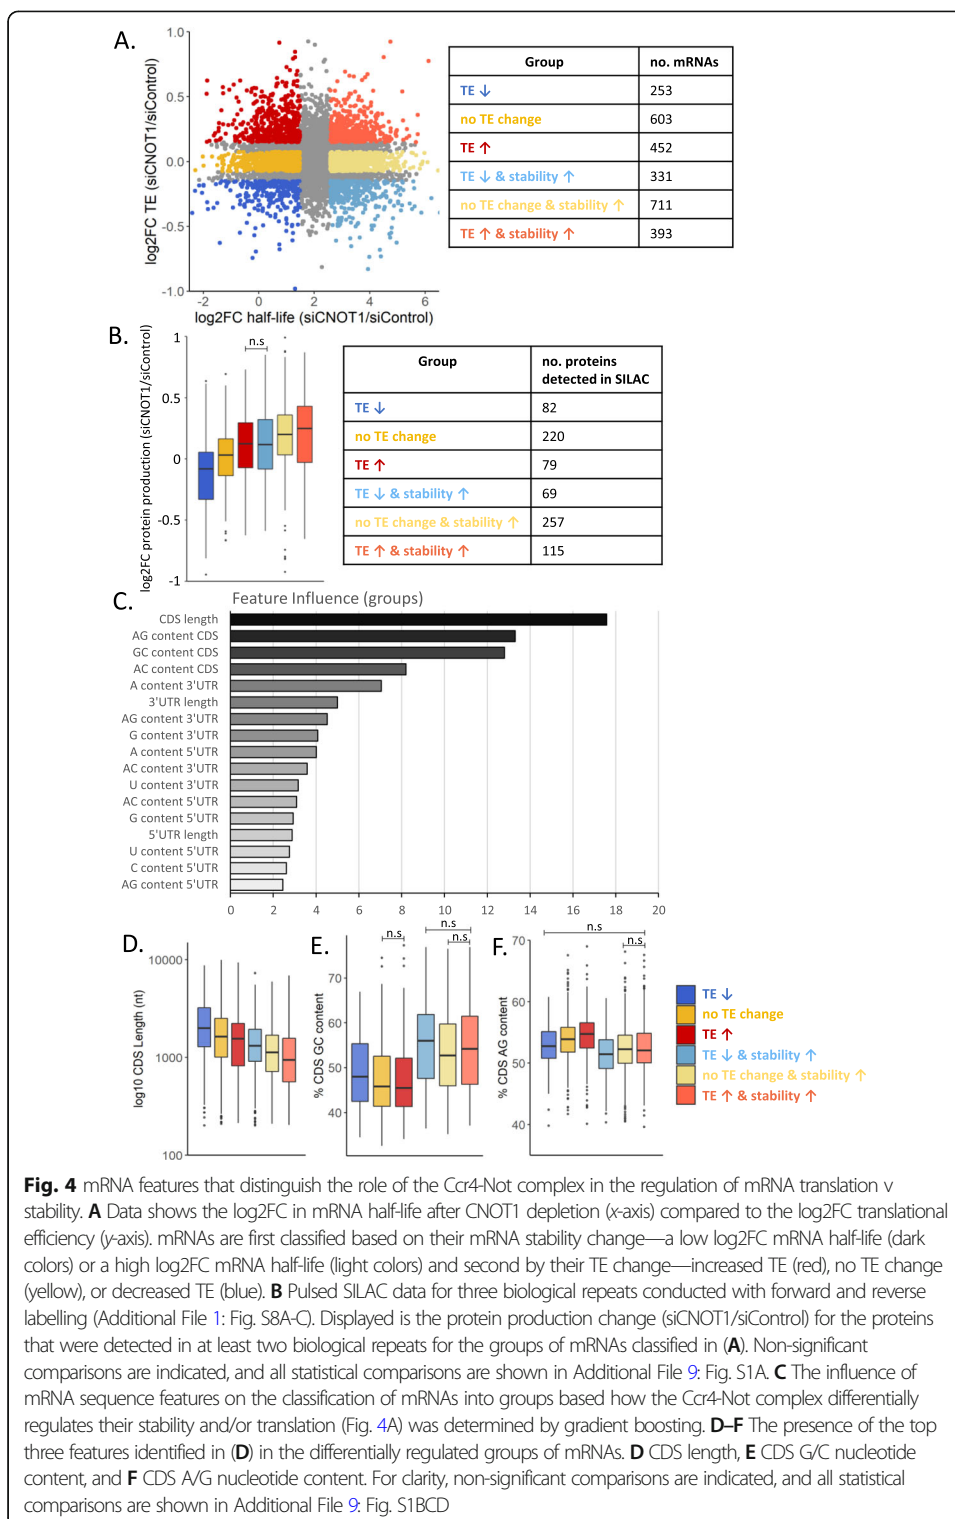 A.
1.0
0.5
0.0
-0.5
-1.0
log2FC TE (siCNOT1/siControl)
-2 0 2 4 6
log2FC half-life (siCNOT1/siControl)
Group no. mRNAs
TE ↓ 253
no TE change 603
TE ↑ 452
TE ↓ & stability ↑ 331
no TE change & stability ↑ 711
TE ↑ & stability ↑ 393
B.
1
0.5
0
-0.5
-1
log2FC protein production (siCNOT1/siControl)
n.s
Group no. proteins
detected in SILAC
TE ↓ 82
no TE change 220
TE ↑ 79
TE ↓ & stability ↑ 69
no TE change & stability ↑ 257
TE ↑ & stability ↑ 115
C.
Feature Influence (groups)
CDS length
AG content CDS
GC content CDS
AC content CDS
A content 3'UTR
3'UTR length
AG content 3'UTR
G content 3'UTR
A content 5'UTR
AC content 3'UTR
U content 3'UTR
AC content 5'UTR
G content 5'UTR
5'UTR length
U content 5'UTR
C content 5'UTR
AG content 5'UTR
0 2 4 6 8 10 12 14 16 18 20
D.
10000
1000
100
log10 CDS Length (nt)
E.
n.s
n.s
n.s
70
60
50
40
% CDS GC content
F.
n.s
n.s
70
60
50
40
% CDS AG content
TE ↓
no TE change
TE ↑
TE ↓ & stability ↑
no TE change & stability ↑
TE ↑ & stability ↑
Fig. 4 mRNA features that distinguish the role of the Ccr4-Not complex in the regulation of mRNA translation v
stability. A Data shows the log2FC in mRNA half-life after CNOT1 depletion (x-axis) compared to the log2FC translational
efficiency (y-axis). mRNAs are first classified based on their mRNA stability change—a low log2FC mRNA half-life (dark
colors) or a high log2FC mRNA half-life (light colors) and second by their TE change—increased TE (red), no TE change
(yellow), or decreased TE (blue). B Pulsed SILAC data for three biological repeats conducted with forward and reverse
labelling (Additional File 1: Fig. S8A-C). Displayed is the protein production change (siCNOT1/siControl) for the proteins
that were detected in at least two biological repeats for the groups of mRNAs classified in (A). Non-significant
comparisons are indicated, and all statistical comparisons are shown in Additional File 9: Fig. S1A. C The influence of
mRNA sequence features on the classification of mRNAs into groups based how the Ccr4-Not complex differentially
regulates their stability and/or translation (Fig. 4A) was determined by gradient boosting. D–F The presence of the top
three features identified in (D) in the differentially regulated groups of mRNAs. D CDS length, E CDS G/C nucleotide
content, and F CDS A/G nucleotide content. For clarity, non-significant comparisons are indicated, and all statistical
comparisons are shown in Additional File 9: Fig. S1BCD